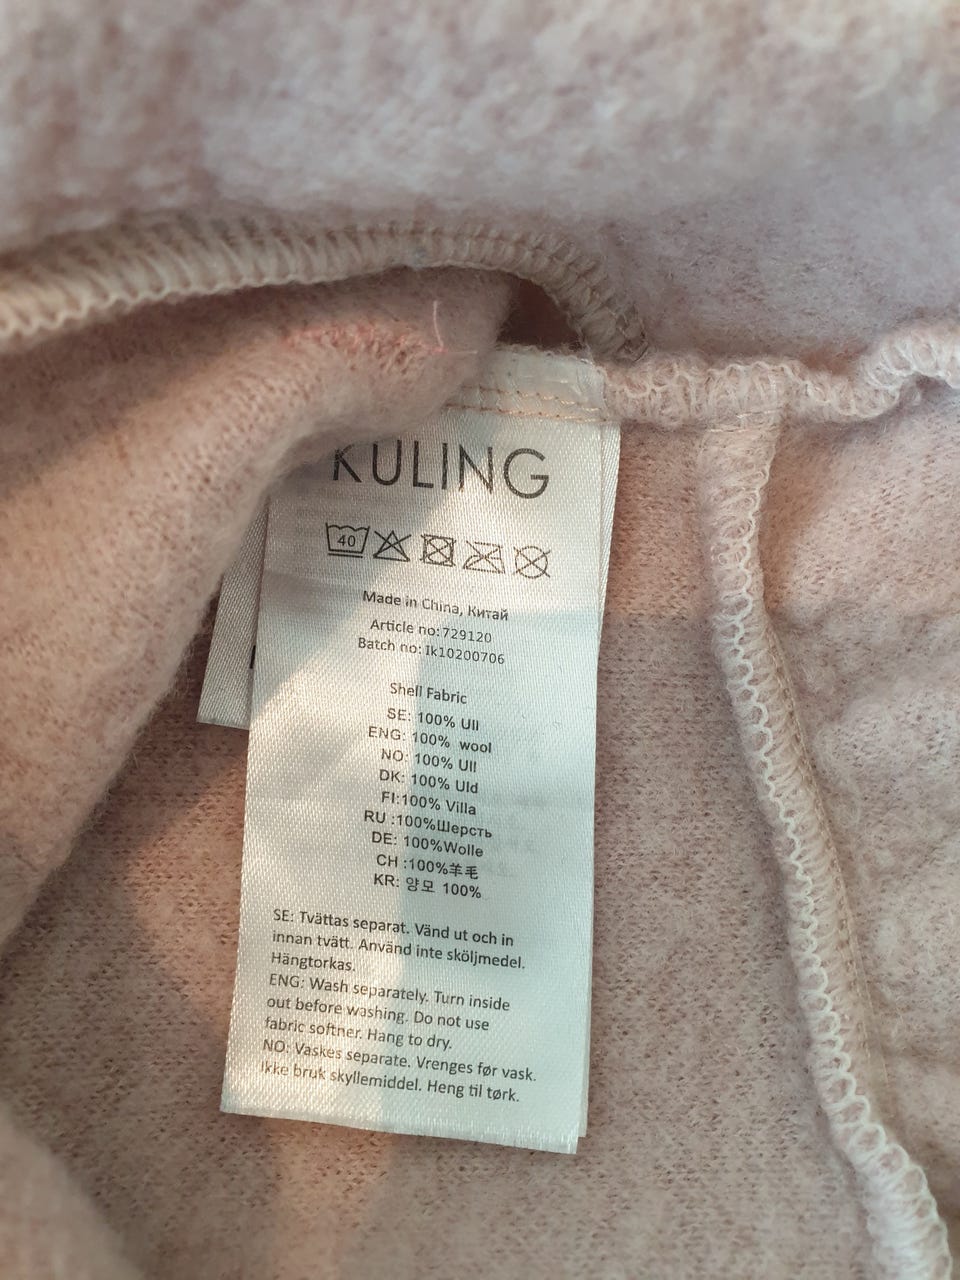 KULING
40
Made in China, Китай
Article no:729120
Batch no: Ik10200706
Shell Fabric
SE: 100% Ull
ENG: 100% wool
NO: 100% Ull
DK: 100% Uld
FI:100% Villa
RU :100%Шерсть
DE: 100%Wolle
CH :100%羊毛
KR: 양모 100%
SE: Tvättas separat. Vänd ut och in
innan tvätt. Använd inte sköljmedel.
Hängtorkas.
ENG: Wash separately. Turn inside
out before washing. Do not use
fabric softner. Hang to dry.
NO: Vaskes separate. Vrenges før vask.
Ikke bruk skyllemiddel. Heng til tørk.